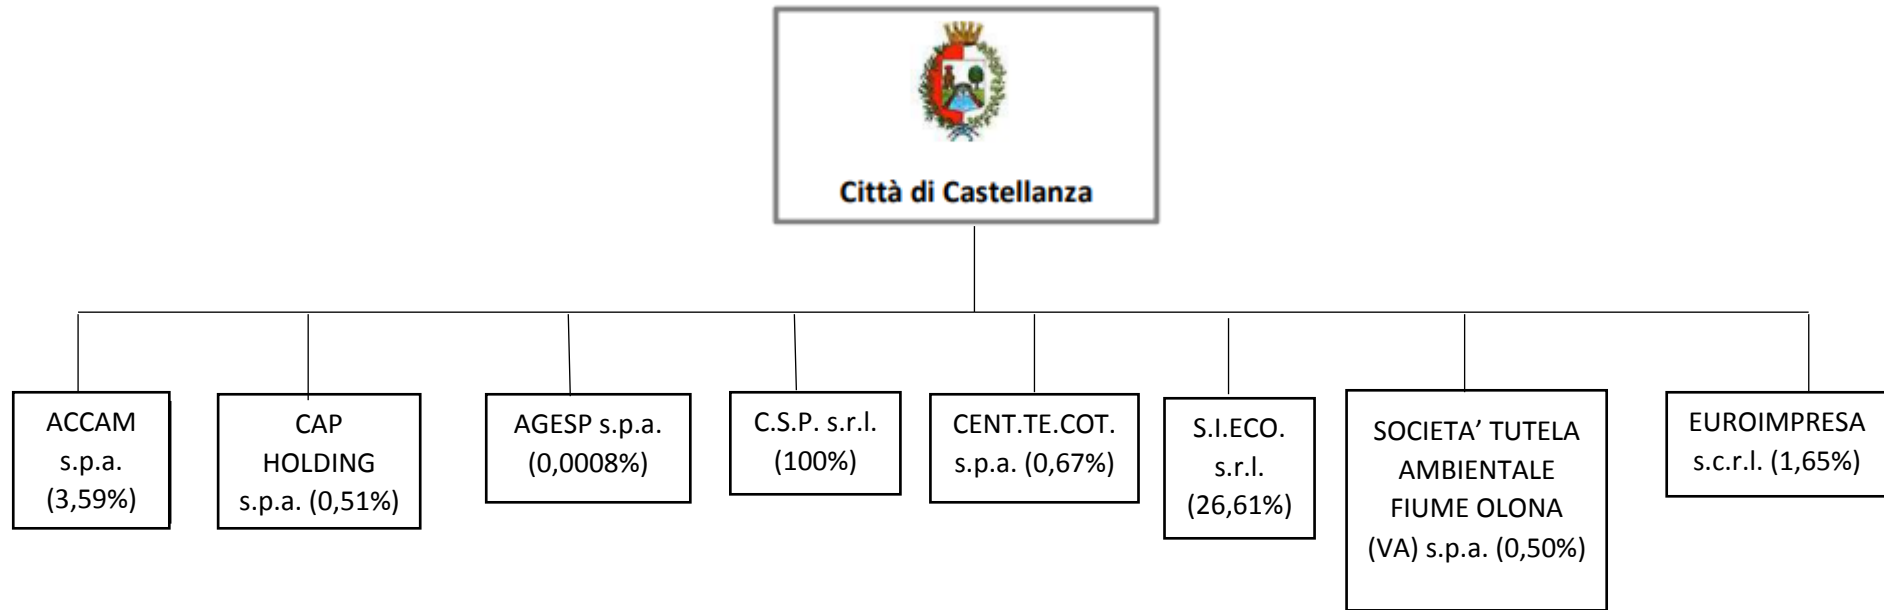 Città di Castellanza
ACCAM
s.p.a.
(3,59%)
CAP
HOLDING
s.p.a. (0,51%)
AGESP s.p.a.
(0,0008%)
C.S.P. s.r.l.
(100%)
CENT.TE.COT.
s.p.a. (0,67%)
S.I.ECO.
s.r.l.
(26,61%)
SOCIETA’ TUTELA
AMBIENTALE
FIUME OLONA
(VA) s.p.a. (0,50%)
EUROIMPRESA
s.c.r.l. (1,65%)